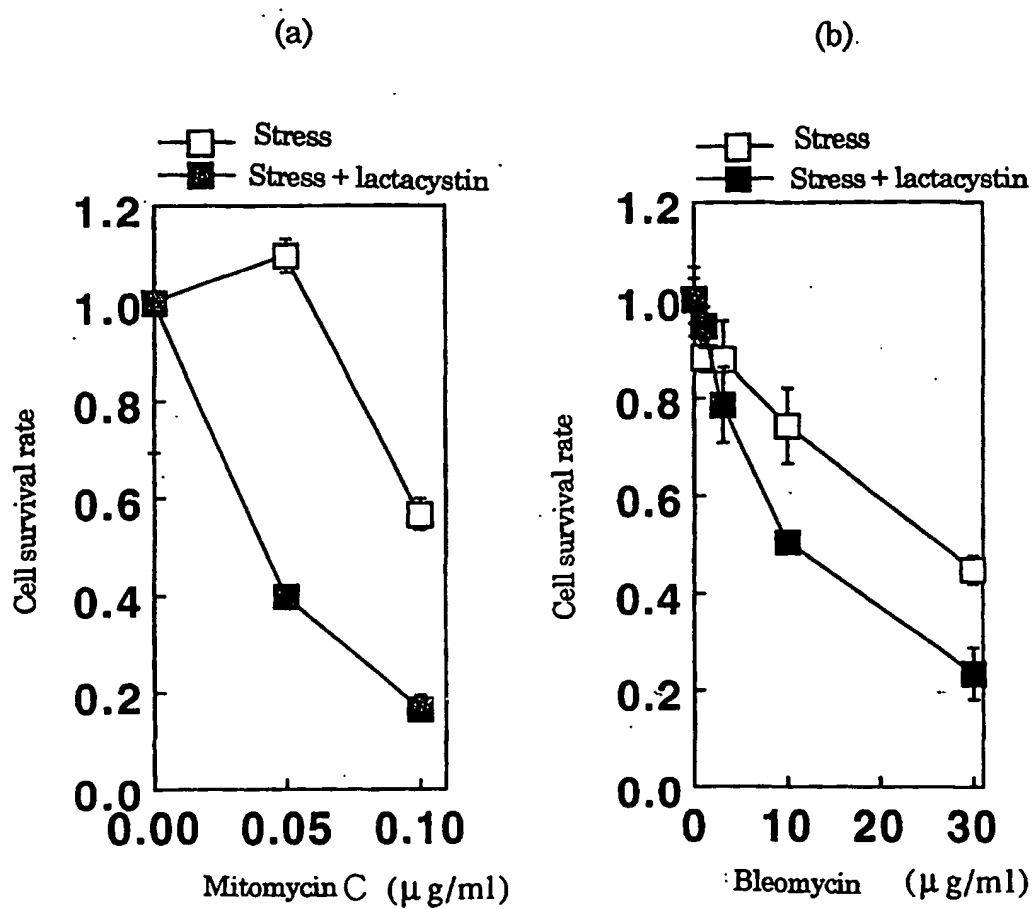 (a)
Stress
Stress + lactacystin
1.2
1.0
0.8
0.6
0.4
0.2
0.0
0.00 0.05 0.10
Cell survival rate
Mitomycin C (μg/ml)
(b)
Stress
Stress + lactacystin
1.2
1.0
0.8
0.6
0.4
0.2
0.0
0 10 20 30
Cell survival rate
Bleomycin (μg/ml)